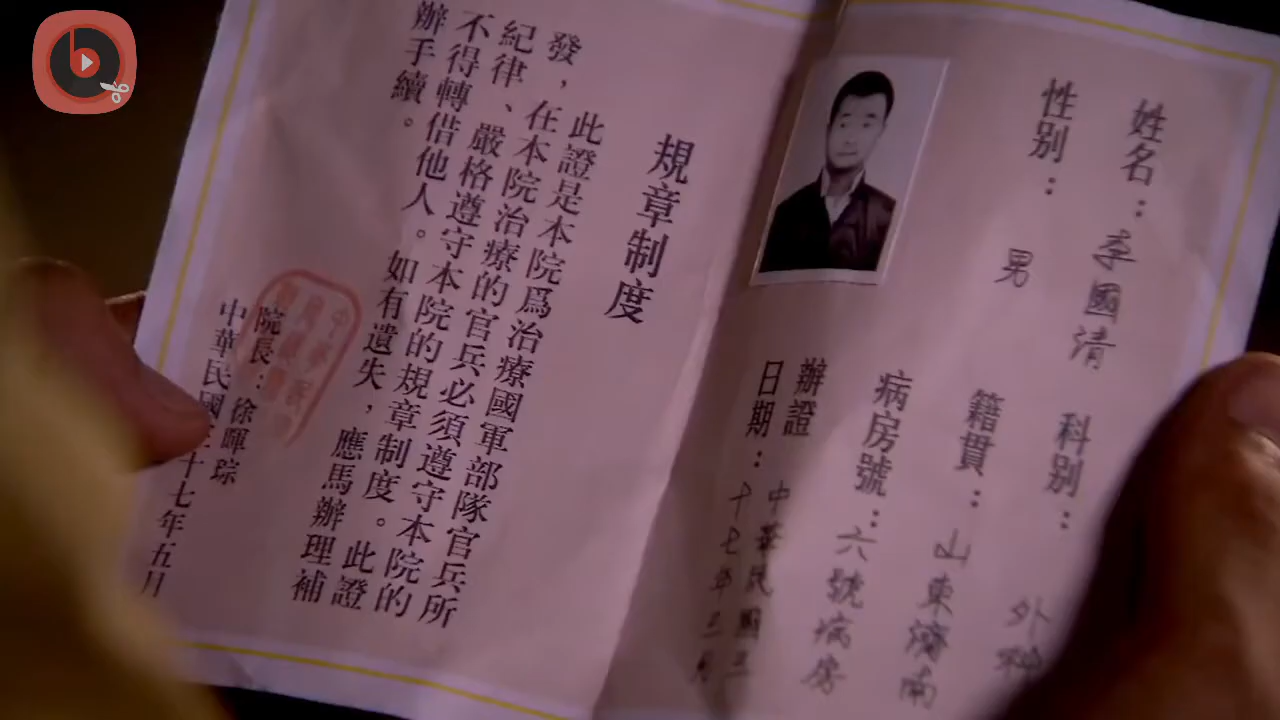 姓名：李國清
科别：外
性别：男
籍貫：山東濟南
病房號：六號病房
辦證
日期：中華民國三
十七年三月
規章制度
此證是本院爲治療國軍部隊官兵所
發，在本院治療的官兵必須遵守本院的
紀律、嚴格遵守本院的規章制度。此證
不得轉借他人。如有遺失，應馬辦理補
辦手續。
院長：徐暉琮
中華民國三十七年五月